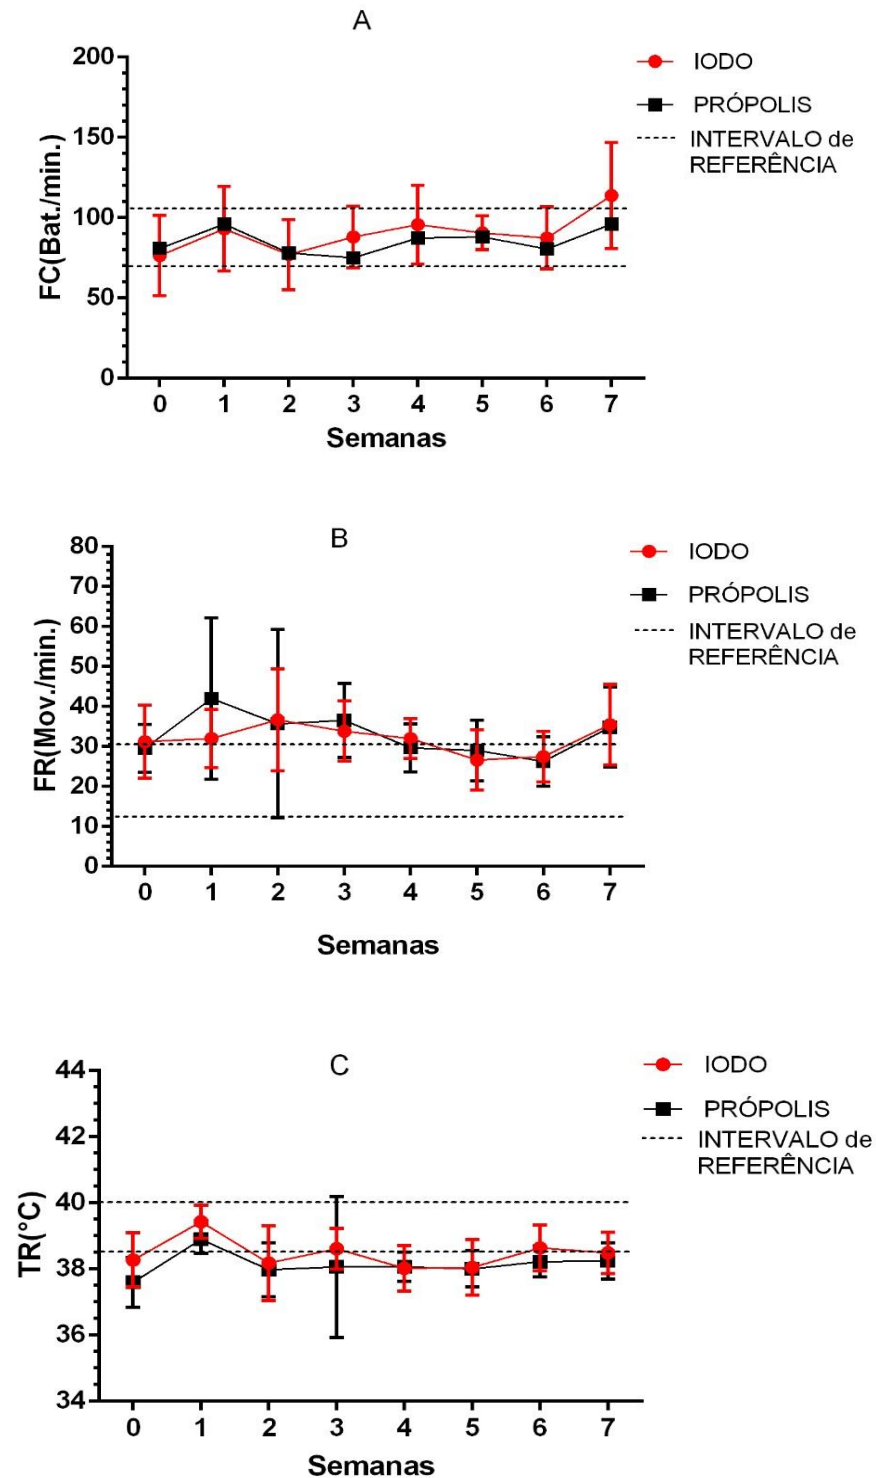 A
IODO
PRÓPOLIS
INTERVALO de
REFERÊNCIA
FC(Bat./min.)
200
150
100
50
0
0 1 2 3 4 5 6 7
Semanas
B
IODO
PRÓPOLIS
INTERVALO de
REFERÊNCIA
FR(Mov./min.)
80
70
60
50
40
30
20
10
0
0 1 2 3 4 5 6 7
Semanas
C
IODO
PRÓPOLIS
INTERVALO de
REFERÊNCIA
TR(°C)
44
42
40
38
36
34
0 1 2 3 4 5 6 7
Semanas